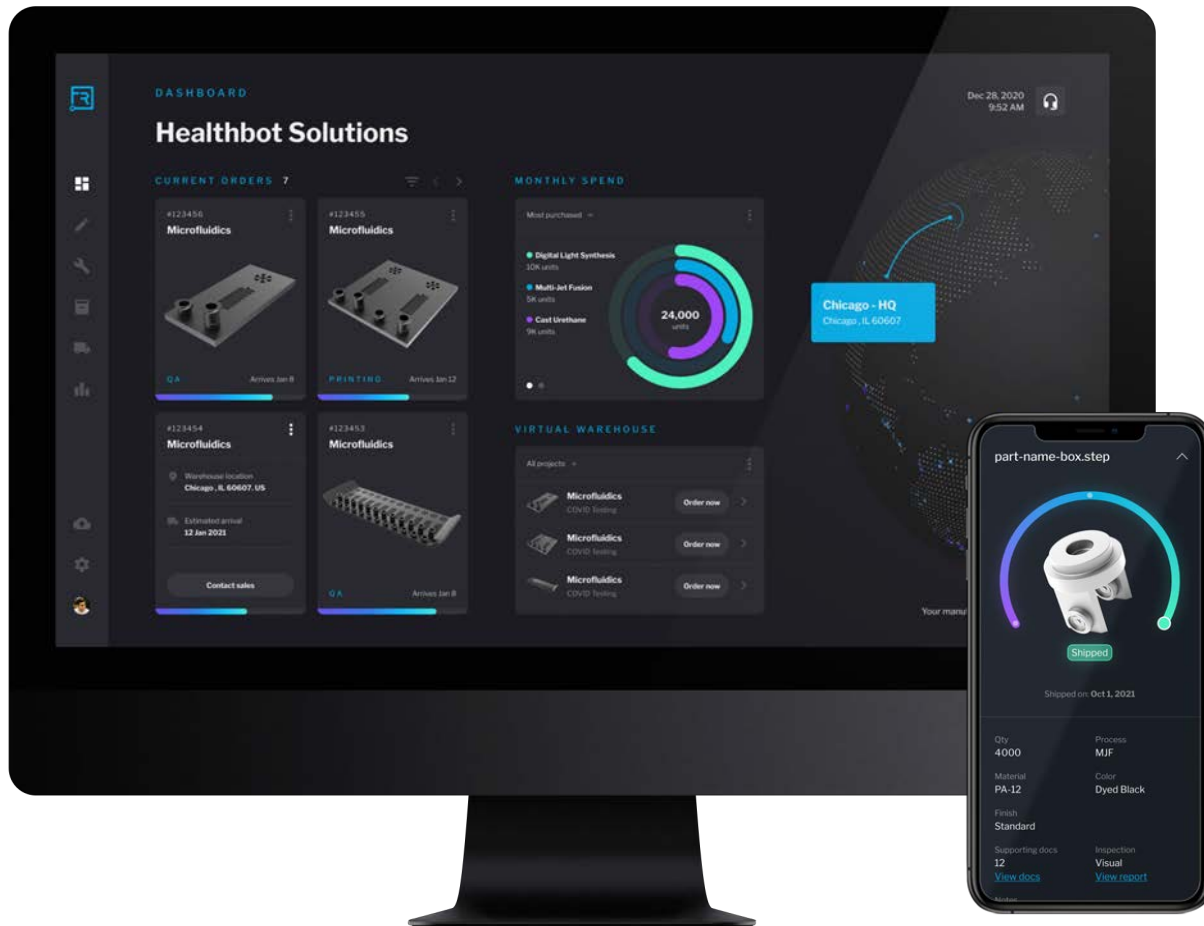 DASHBOARD
Healthbot Solutions
Dec 28, 2020
9:52 AM
CURRENT ORDERS 7
#123456
Microfluidics
QA Arrives Jan 8
#123455
Microfluidics
PRINTING Arrives Jan 12
#123454
Microfluidics
Warehouse location
Chicago , IL 60607. US
Estimated arrival
12 Jan 2021
Contact sales
#123453
Microfluidics
QA Arrives Jan 8
MONTHLY SPEND
Most purchased
Digital Light Synthesis
10K units
Multi-Jet Fusion
5K units
Cast Urethane
9K units
24,000
units
VIRTUAL WAREHOUSE
All projects
Microfluidics
COVID Testing
Order now
Microfluidics
COVID Testing
Order now
Microfluidics
COVID Testing
Order now
Chicago - HQ
Chicago , IL 60607
Your
part-name-box.step
Shipped
Shipped on: Oct 1, 2021
Qty Process
4000 MJF
Material Color
PA-12 Dyed Black
Finish
Standard
Supporting docs Inspection
12 Visual
View docs View report
Notes